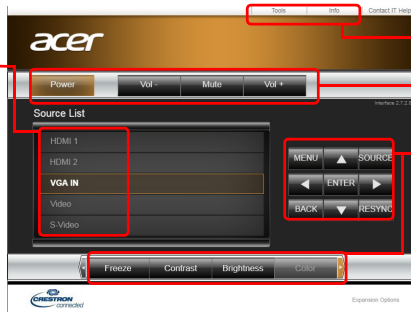 Tools Info Contact IT Help
acer
Power Vol - Mute Vol +
Interface 2.7.2.
Source List
HDMI 1
HDMI 2
VGA IN
Video
S-Video
MENU SOURCE
ENTER
BACK RESYNC
Freeze Contrast Brightness Color
CRESTRON
connected
Expansion Options